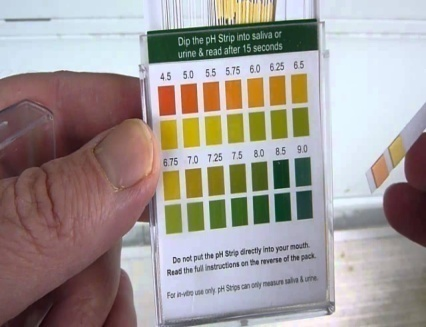 Dip the pH Strip into saliva or
urine & read after 15 seconds
4.5 5.0 5.5 5.75 6.0 6.25 6.5
6.75 7.0 7.25 7.5 8.0 8.5 9.0
Do not put the pH Strip directly into your mouth.
Read the full instructions on the reverse of the pack.
For in-vitro use only. pH Strips can only measure saliva & urine.